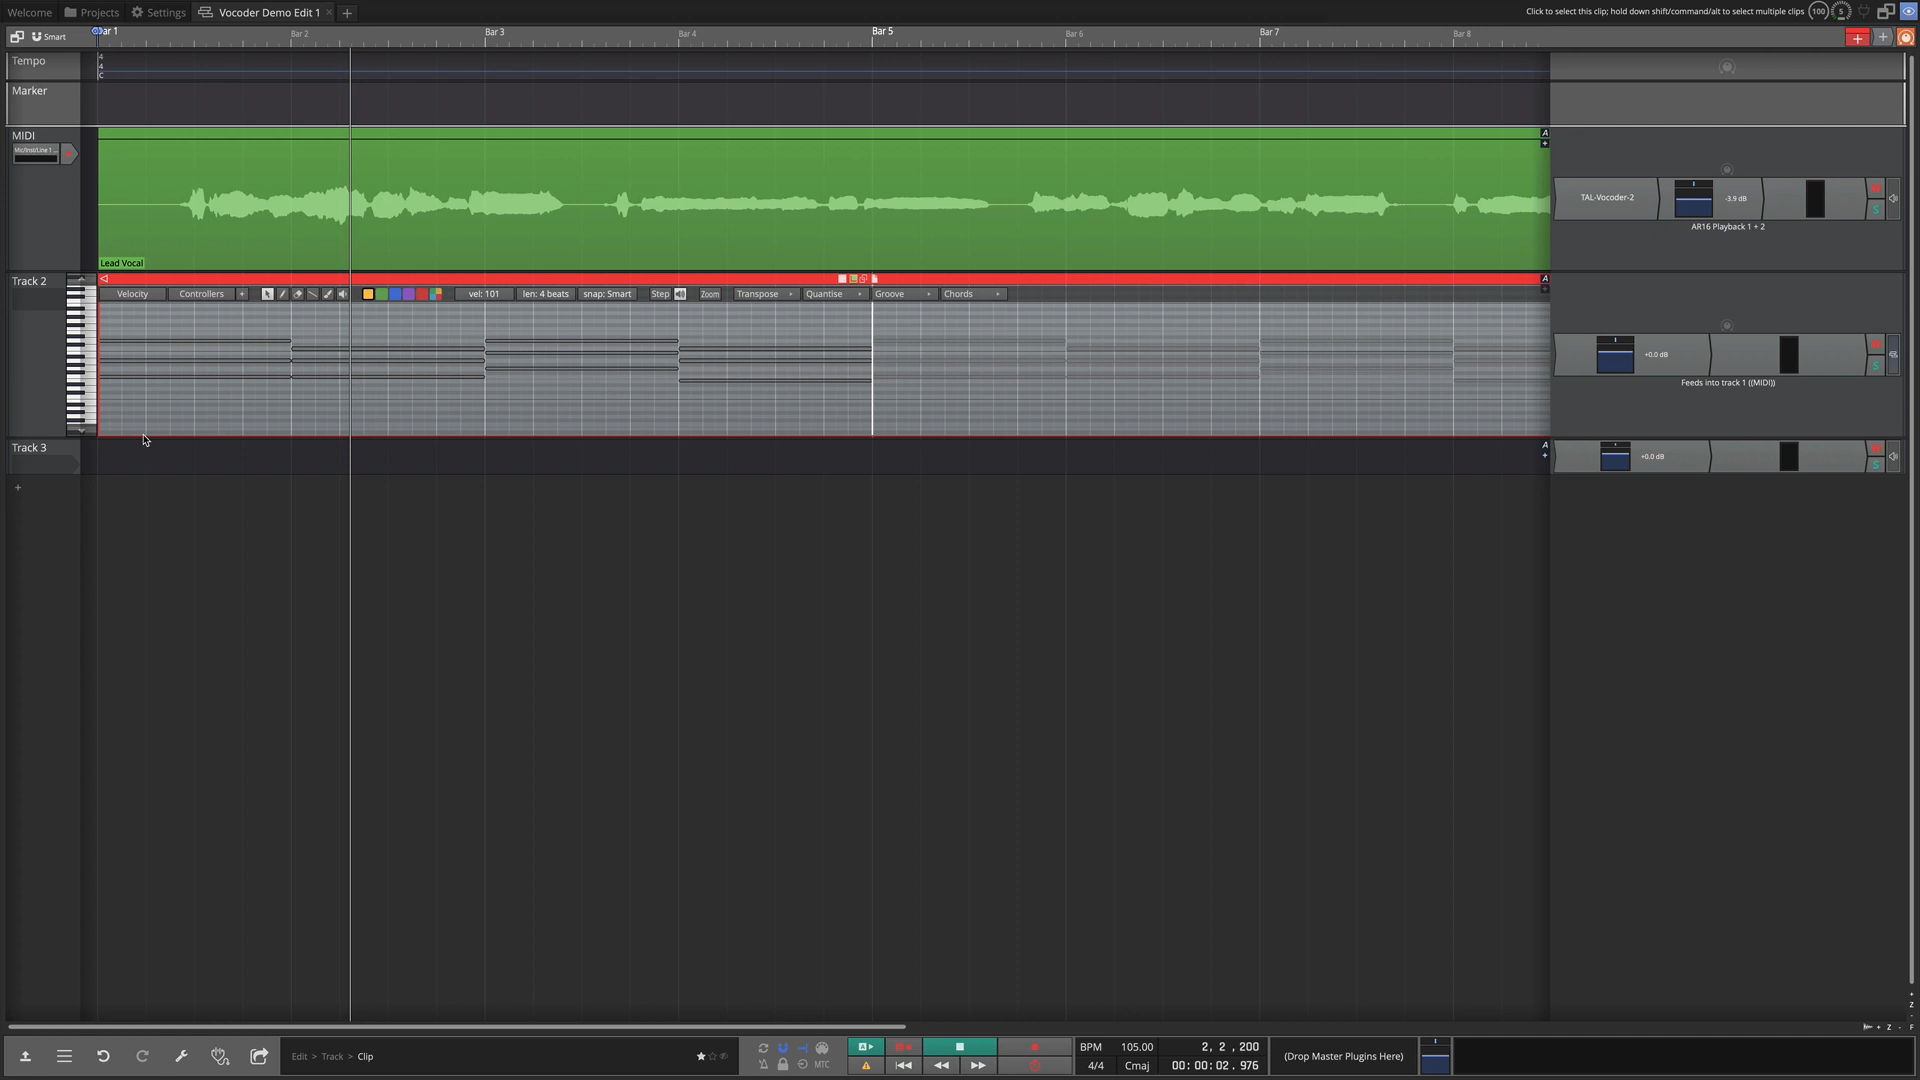 Welcome
Projects
Settings
Vocoder Demo Edit 1
Click to select this clip; hold down shift/command/alt to select multiple clips
100
5
Smart
Bar 1
Bar 2
Bar 3
Bar 4
Bar 5
Bar 6
Bar 7
Bar 8
Tempo
4
4
C
Marker
MIDI
Mic/Inst/Line 1 ...
A
Lead Vocal
TAL-Vocoder-2
-3.9 dB
M
S
AR16 Playback 1 + 2
Track 2
A
Velocity
Controllers
vel: 101
len: 4 beats
snap: Smart
Step
Zoom
Transpose
Quantise
Groove
Chords
+0.0 dB
M
S
Feeds into track 1 ((MIDI))
Track 3
A
+0.0 dB
M
S
Z
Z
F
Edit > Track > Clip
MTC
A
BPM
105.00
2, 2 , 200
4/4
Cmaj
00: 00: 02 . 976
(Drop Master Plugins Here)